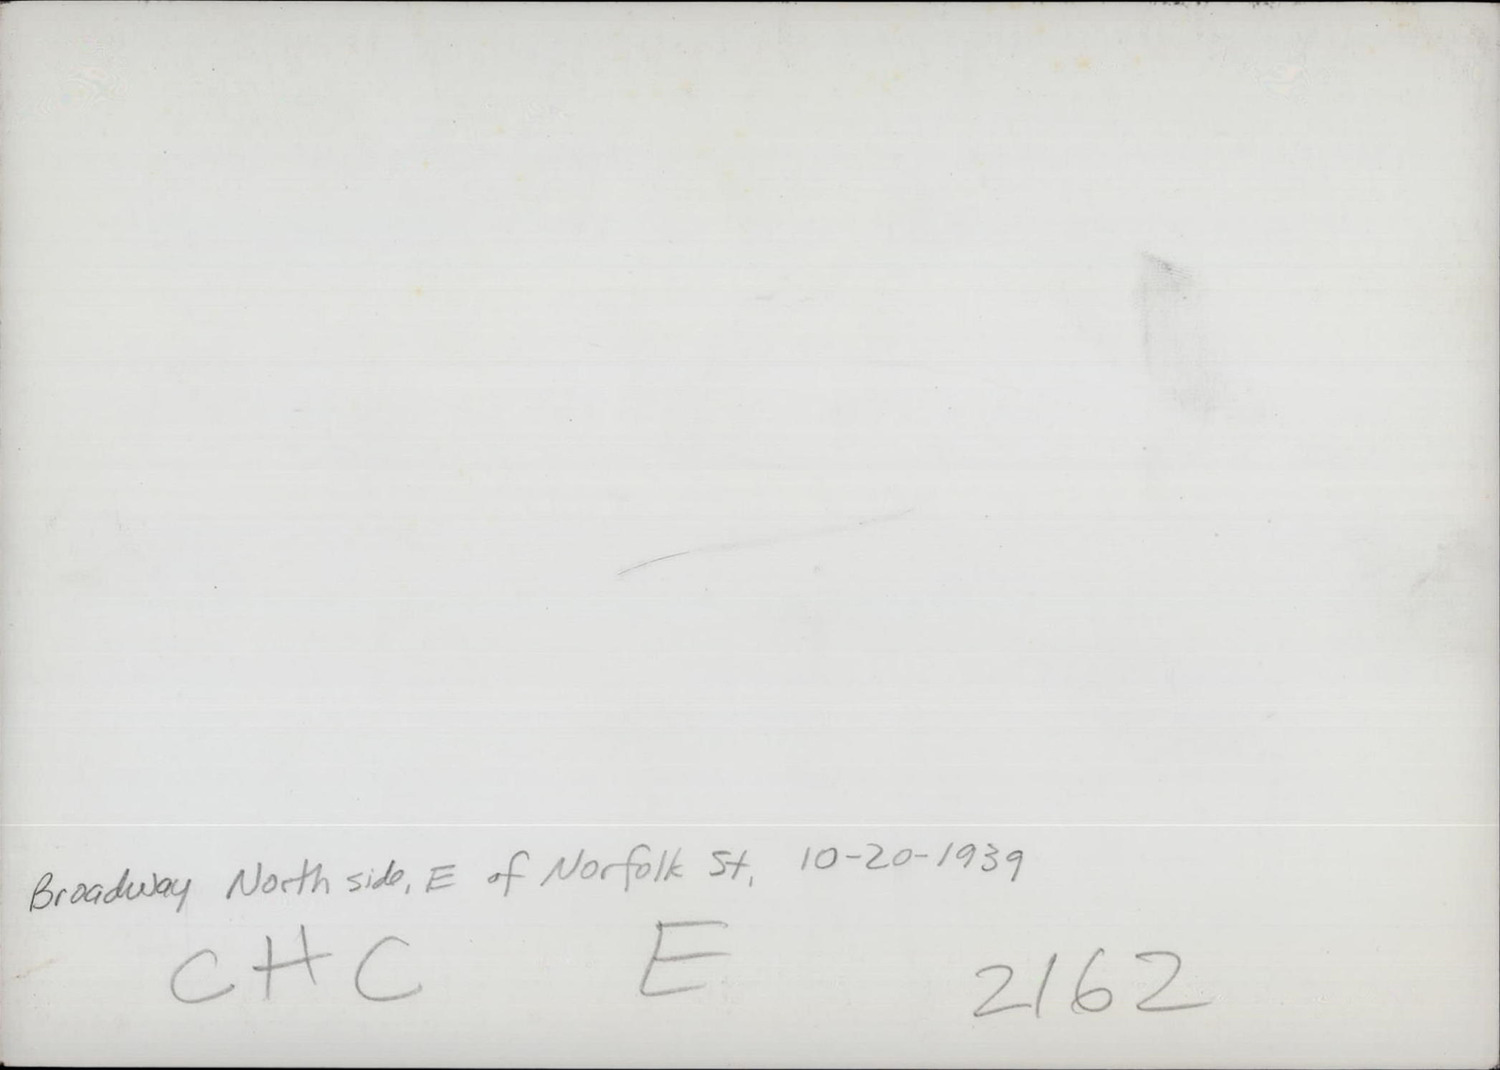 Broadway North side, E of Norfolk St, 10-20-1939
CHC E 2162